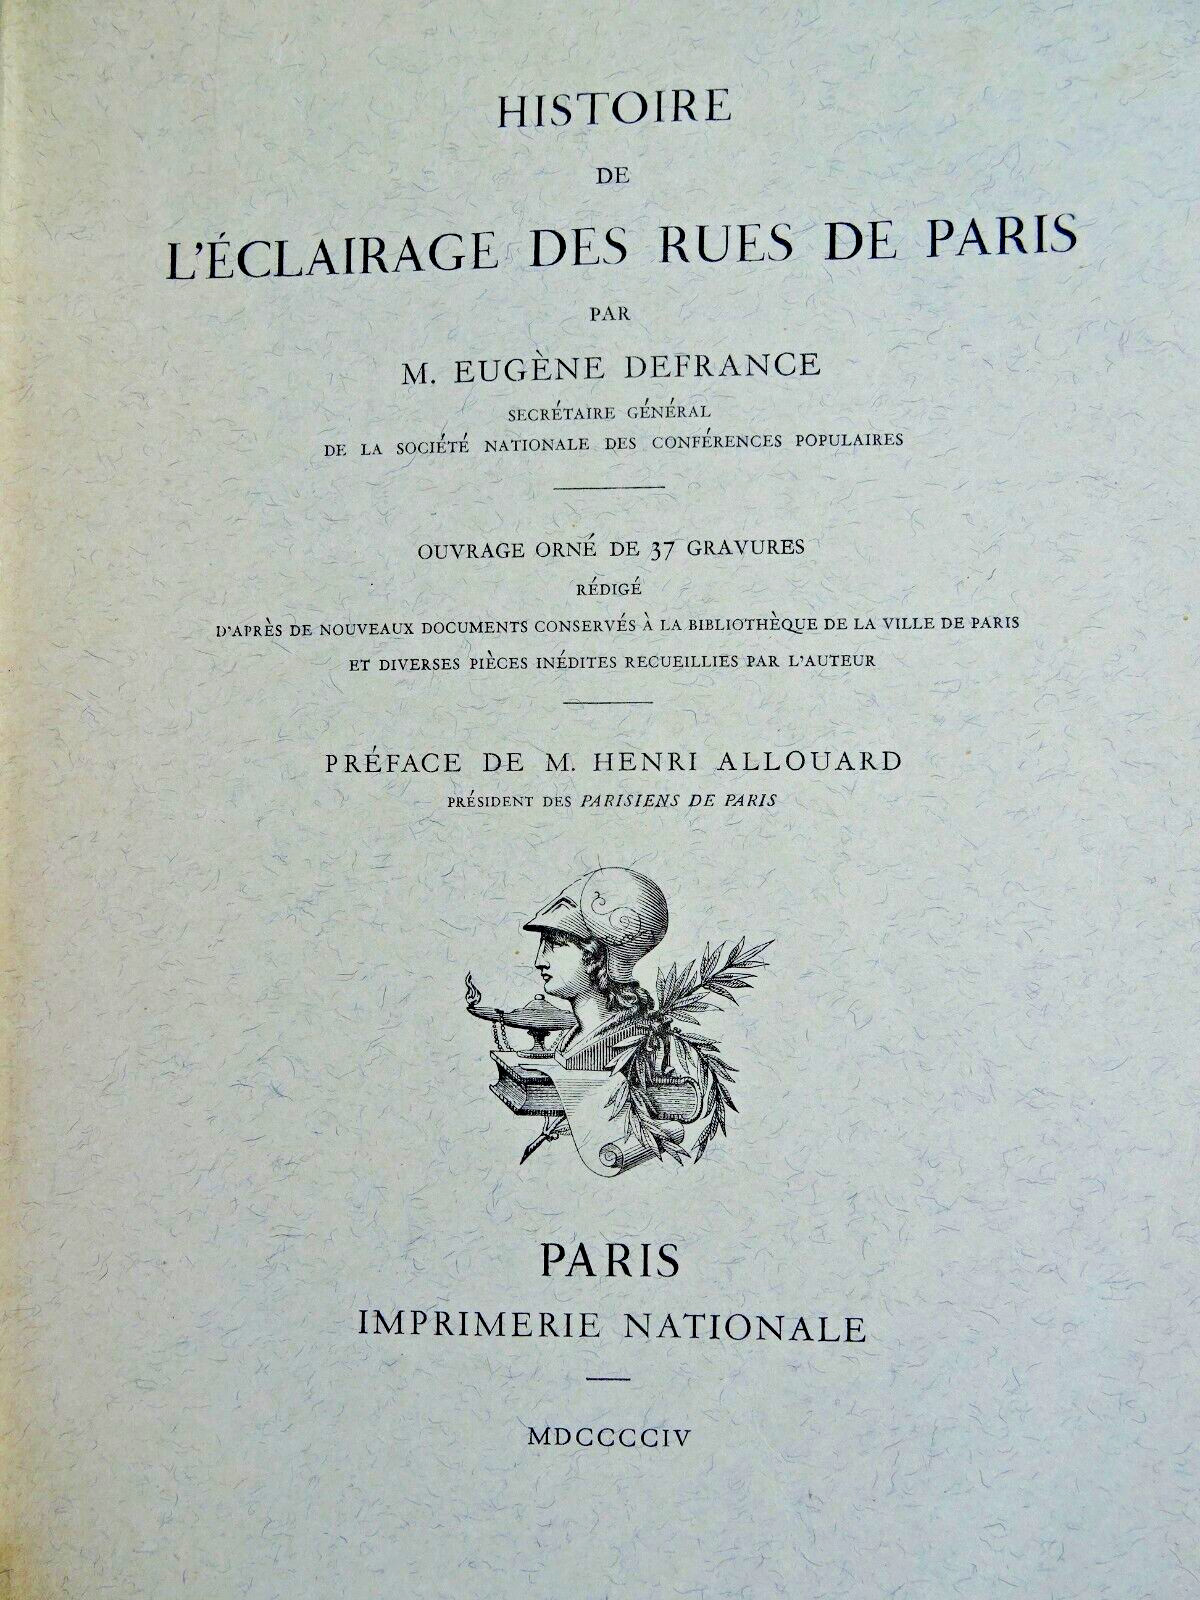 HISTOIRE
DE
L'ÉCLAIRAGE DES RUES DE PARIS
PAR
M. EUGÈNE DEFRANCE
SECRÉTAIRE GÉNÉRAL
DE LA SOCIÉTÉ NATIONALE DES CONFÉRENCES POPULAIRES
OUVRAGE ORNÉ DE 37 GRAVURES
RÉDIGÉ
D'APRÈS DE NOUVEAUX DOCUMENTS CONSERVÉS À LA BIBLIOTHÈQUE DE LA VILLE DE PARIS
ET DIVERSES PIÈCES INÉDITES RECUEILLIES PAR L'AUTEUR
PRÉFACE DE M. HENRI ALLOUARD
PRÉSIDENT DES PARISIENS DE PARIS
PARIS
IMPRIMERIE NATIONALE
MDCCCCIV